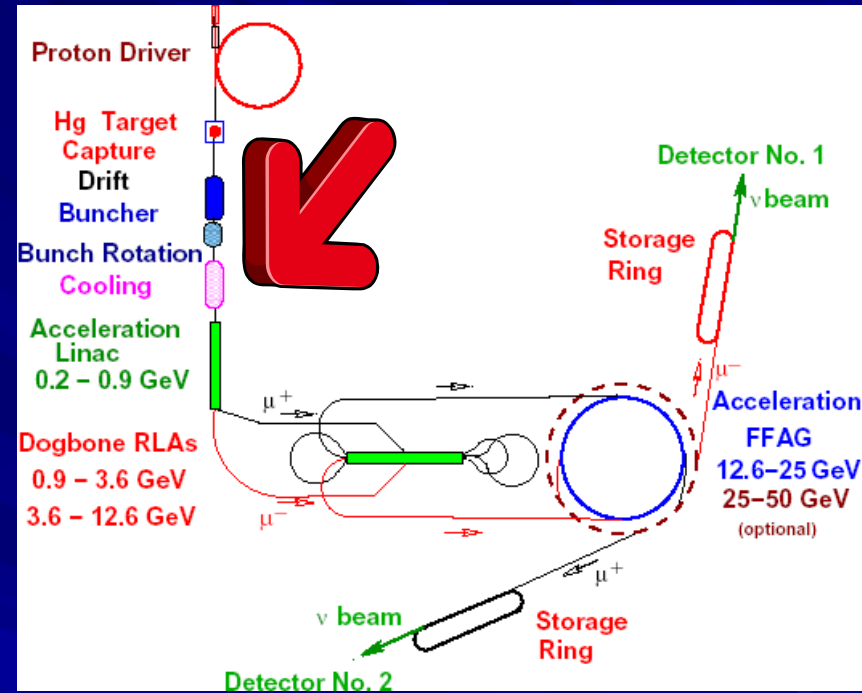 Proton Driver
Hg Target
Capture
Drift
Buncher
Bunch Rotation
Cooling
Acceleration
Linac
0.2 – 0.9 GeV
Dogbone RLAs
0.9 – 3.6 GeV
3.6 – 12.6 GeV
μ+
μ−
Detector No. 1
ν beam
Storage
Ring
μ−
Acceleration
FFAG
12.6–25 GeV
25–50 GeV
(optional)
μ+
ν beam
Storage
Ring
Detector No. 2